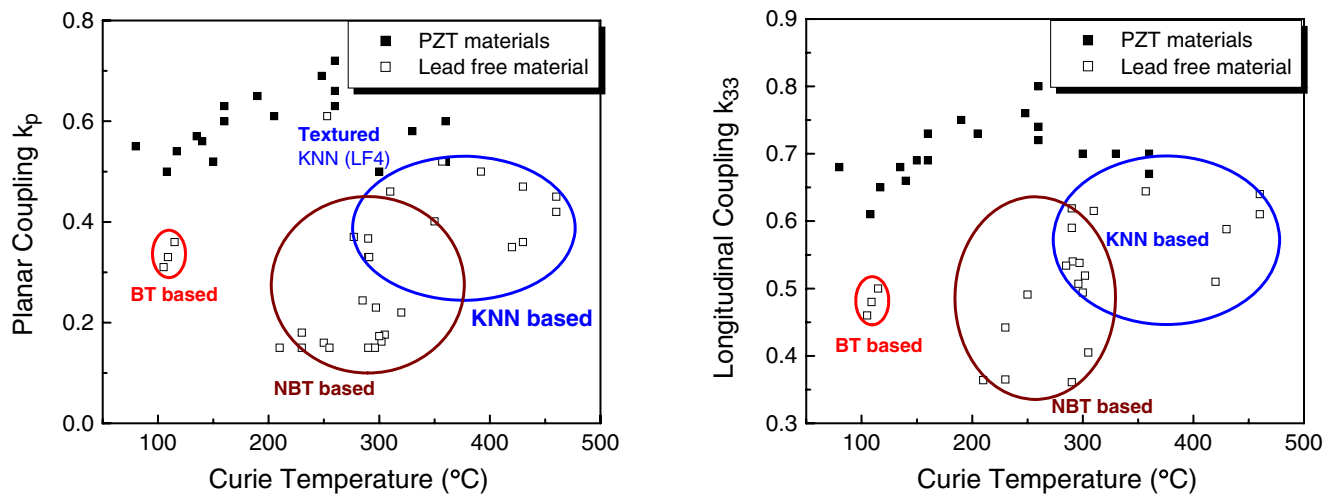 PZT materials
Lead free material
Textured
KNN (LF4)
BT based
KNN based
NBT based
0.8
0.6
0.4
0.2
0.0
100
200
300
400
500
Planar Coupling kp
Curie Temperature (°C)
PZT materials
Lead free material
KNN based
BT based
NBT based
0.9
0.8
0.7
0.6
0.5
0.4
0.3
100
200
300
400
500
Longitudinal Coupling k33
Curie Temperature (°C)